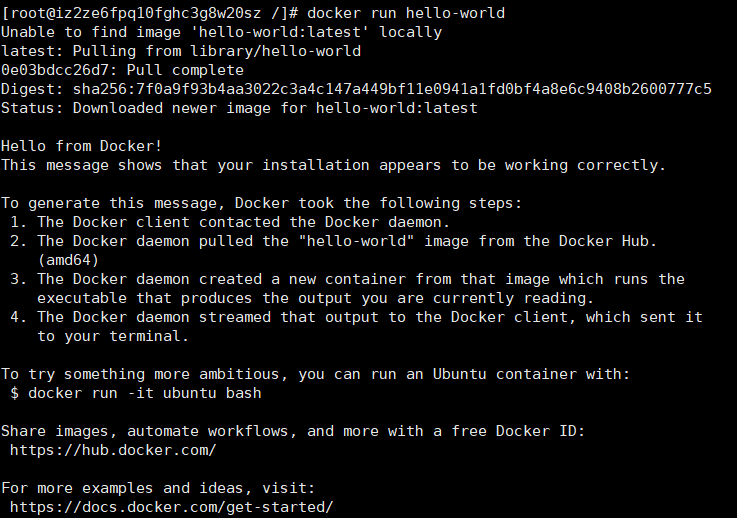 [root@iz2ze6fpq10fghc3g8w20sz /]# docker run hello-world
Unable to find image 'hello-world:latest' locally
latest: Pulling from library/hello-world
0e03bdcc26d7: Pull complete
Digest: sha256:7f0a9f93b4aa3022c3a4c147a449bf11e0941a1fd0bf4a8e6c9408b2600777c5
Status: Downloaded newer image for hello-world:latest

Hello from Docker!
This message shows that your installation appears to be working correctly.

To generate this message, Docker took the following steps:
 1. The Docker client contacted the Docker daemon.
 2. The Docker daemon pulled the "hello-world" image from the Docker Hub.
    (amd64)
 3. The Docker daemon created a new container from that image which runs the
    executable that produces the output you are currently reading.
 4. The Docker daemon streamed that output to the Docker client, which sent it
    to your terminal.

To try something more ambitious, you can run an Ubuntu container with:
 $ docker run -it ubuntu bash

Share images, automate workflows, and more with a free Docker ID:
 https://hub.docker.com/

For more examples and ideas, visit:
 https://docs.docker.com/get-started/